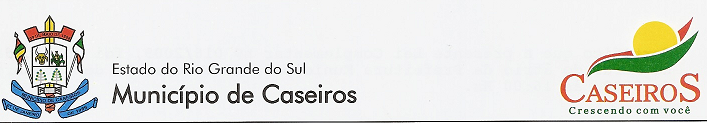 Estado do Rio Grande do Sul
Município de Caseiros
CASEIROS
Crescendo com você